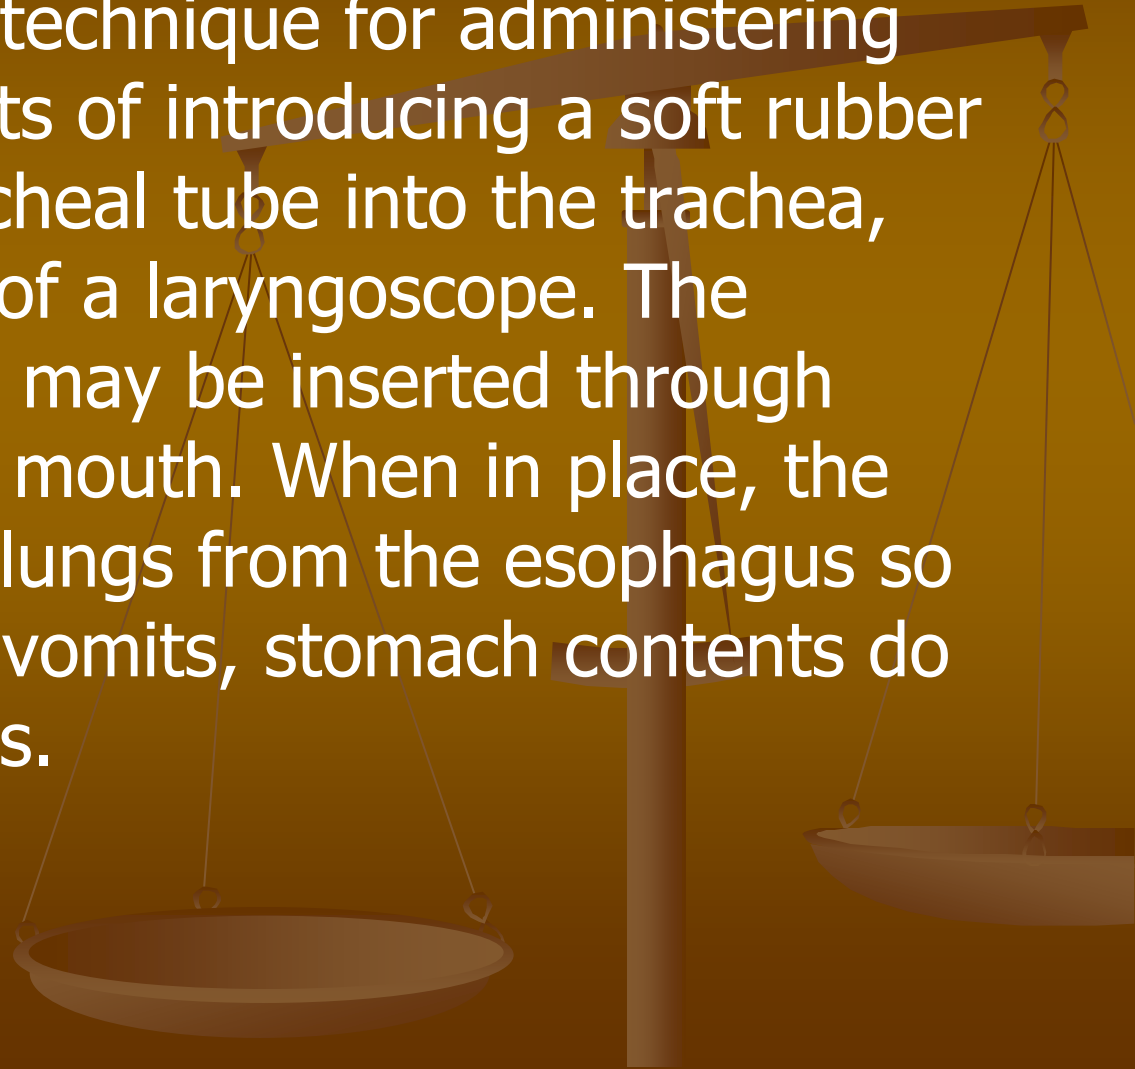 technique for administering
ts of introducing a soft rubber
cheal tube into the trachea,
of a laryngoscope. The
may be inserted through
mouth. When in place, the
lungs from the esophagus so
vomits, stomach contents do
s.